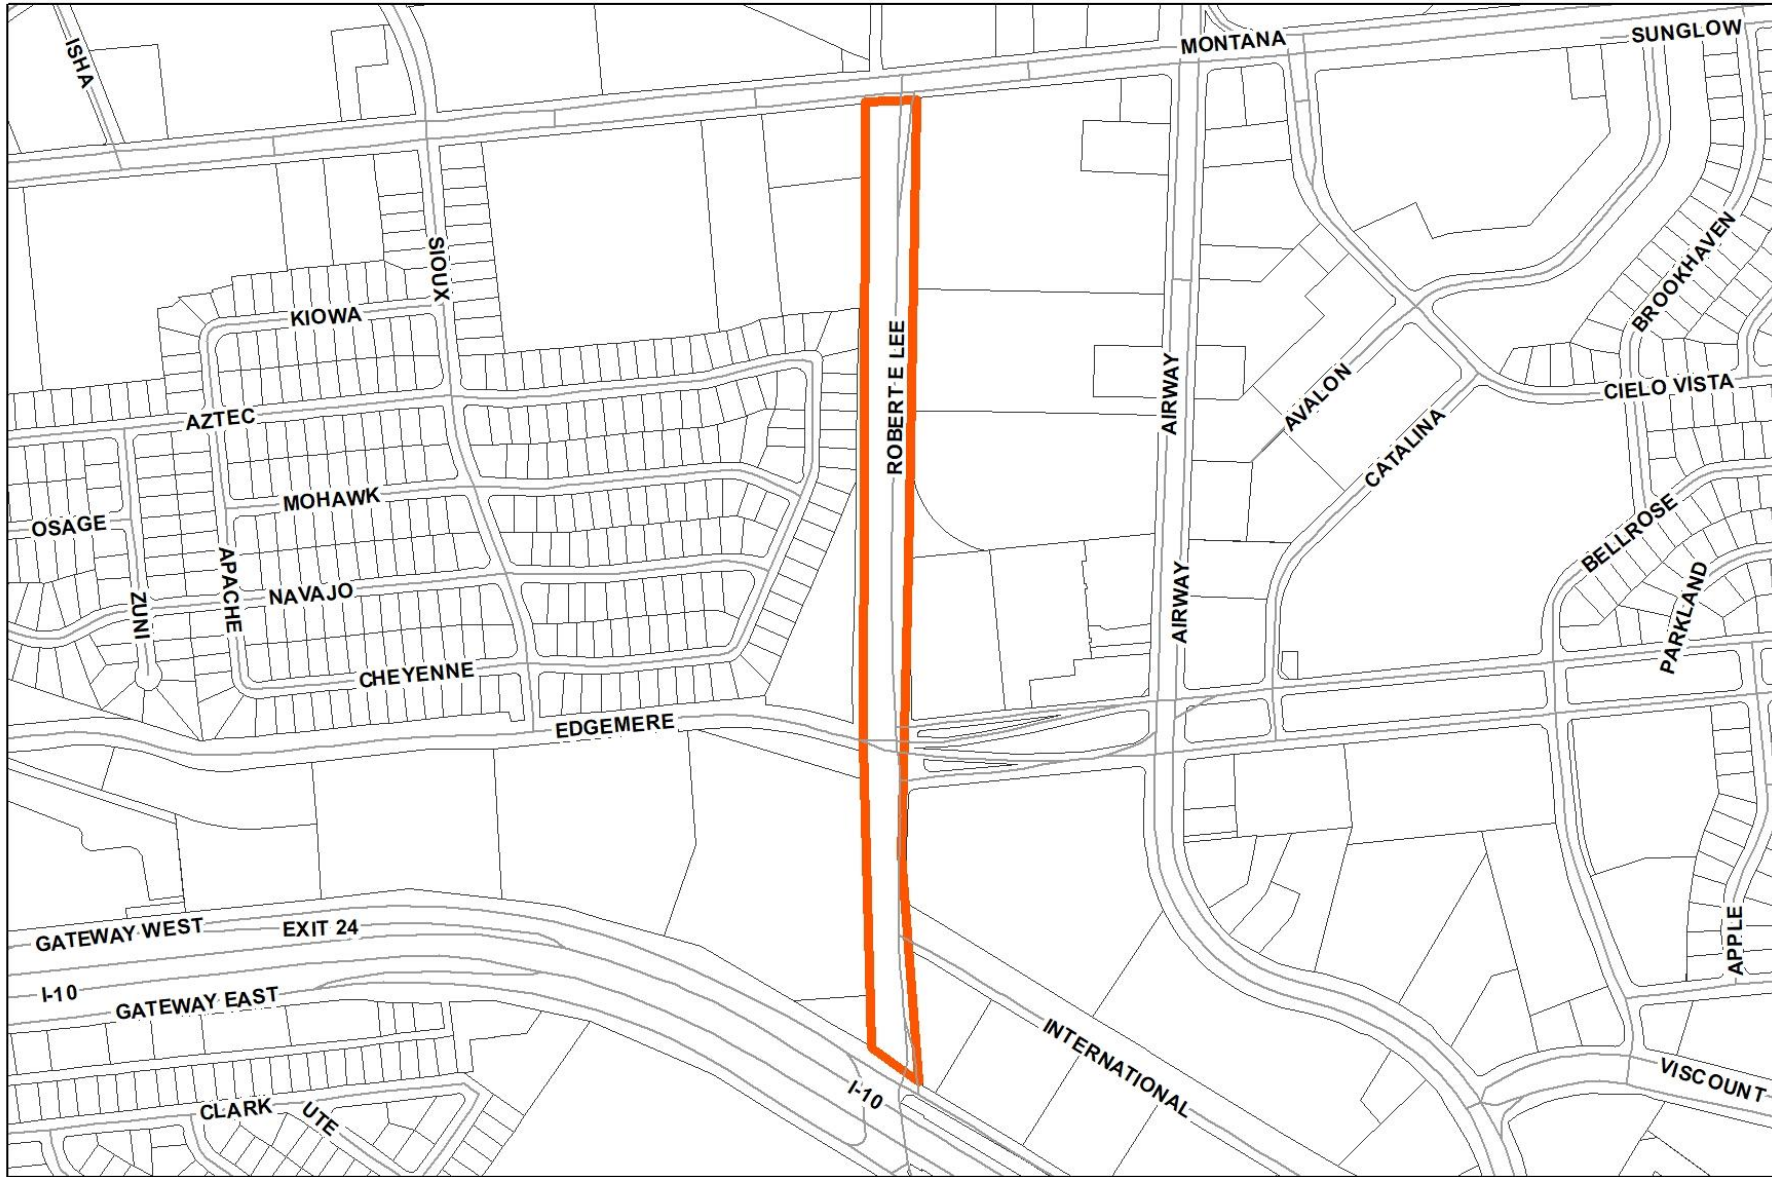 ISHA
MONTANA
SUNGLOW
SIOUX
BROOKHAVEN
KIOWA
ROBERT E LEE
AIRWAY
AVALON
CIELO VISTA
AZTEC
CATALINA
MOHAWK
OSAGE
BELLROSE
APACHE
NAVAJO
ZUNI
AIRWAY
PARKLAND
CHEYENNE
EDGEMERE
GATEWAY WEST
EXIT 24
APPLE
I-10
GATEWAY EAST
INTERNATIONAL
I-10
VISCOUNT
CLARK
UTE